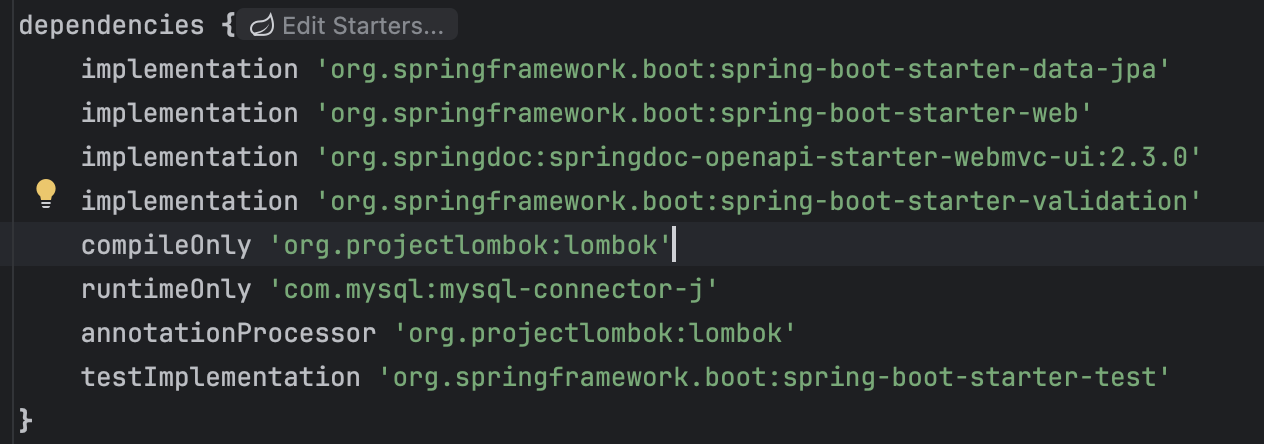 dependencies { Edit Starters...
    implementation 'org.springframework.boot:spring-boot-starter-data-jpa'
    implementation 'org.springframework.boot:spring-boot-starter-web'
    implementation 'org.springdoc:springdoc-openapi-starter-webmvc-ui:2.3.0'
    implementation 'org.springframework.boot:spring-boot-starter-validation'
    compileOnly 'org.projectlombok:lombok'
    runtimeOnly 'com.mysql:mysql-connector-j'
    annotationProcessor 'org.projectlombok:lombok'
    testImplementation 'org.springframework.boot:spring-boot-starter-test'
}